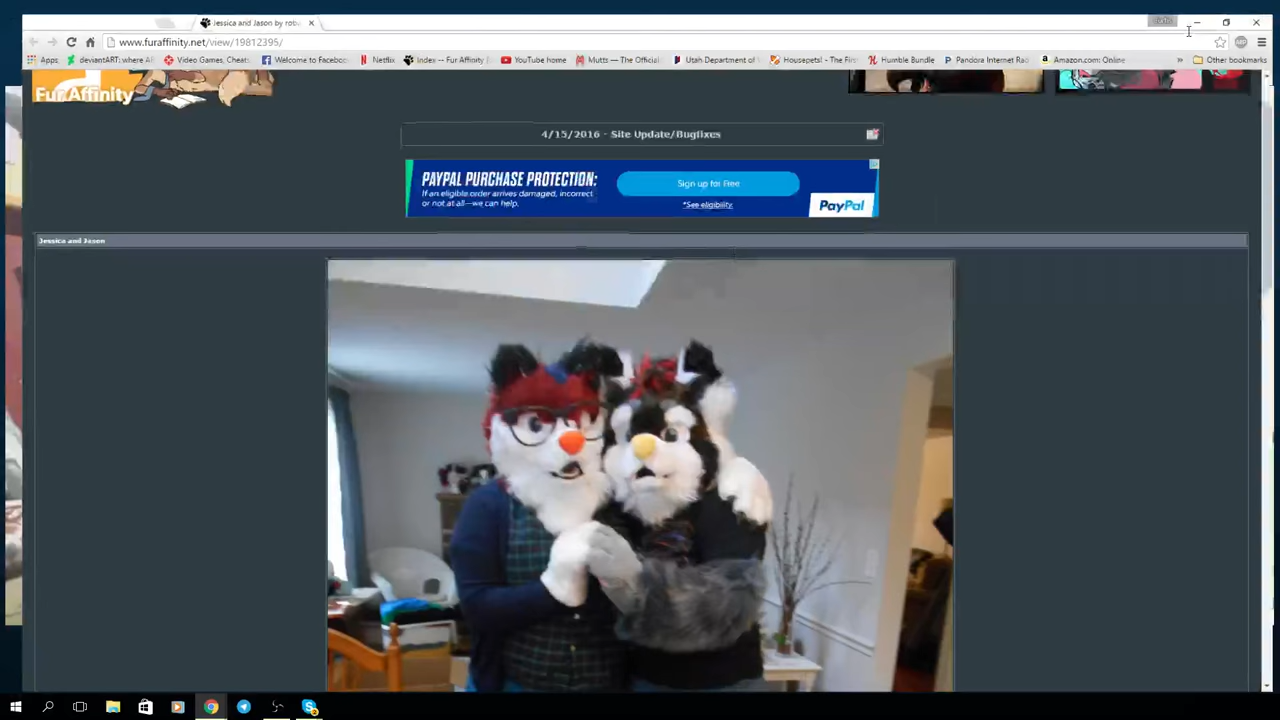 Jessica and Jason by rob
www.furaffinity.net/view/19812395/
Apps deviantART: where A Video Games, Cheats Welcome to Facebook Netflix Index -- Fur Affinity YouTube home Mutts — The Official Utah Department of Housepets! The First Humble Bundle Pandora Internet Rad Amazon.com: Online » Other bookmarks
Fur Affinity
4/15/2016 - Site Update/Bugfixes
PAYPAL PURCHASE PROTECTION:
If an eligible order arrives damaged, incorrect
or not at all—we can help.
Sign up for Free
*See eligibility.
PayPal
Jessica and Jason